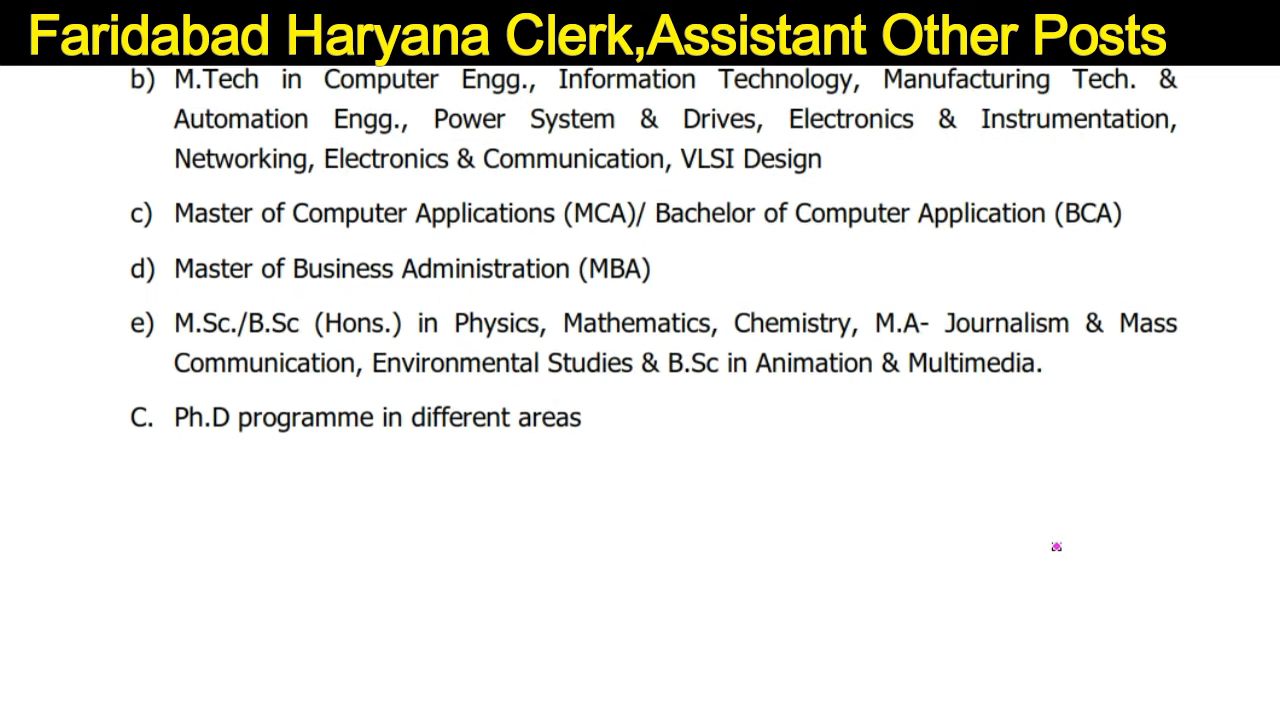 Faridabad Haryana Clerk,Assistant Other Posts
b) M.Tech in Computer Engg., Information Technology, Manufacturing Tech. &
Automation Engg., Power System & Drives, Electronics & Instrumentation,
Networking, Electronics & Communication, VLSI Design
c) Master of Computer Applications (MCA)/ Bachelor of Computer Application (BCA)
d) Master of Business Administration (MBA)
e) M.Sc./B.Sc (Hons.) in Physics, Mathematics, Chemistry, M.A- Journalism & Mass
Communication, Environmental Studies & B.Sc in Animation & Multimedia.
C. Ph.D programme in different areas